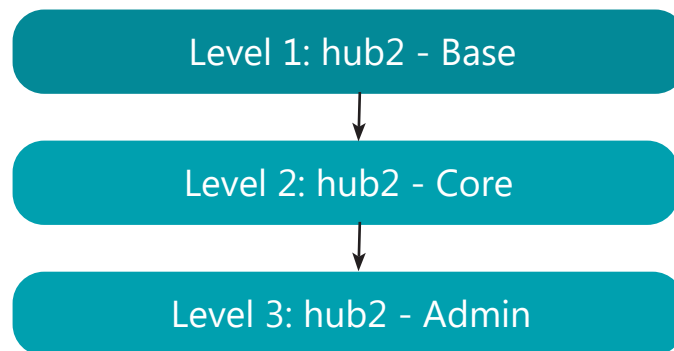 Level 1: hub2 - Base
Level 2: hub2 - Core
Level 3: hub2 - Admin